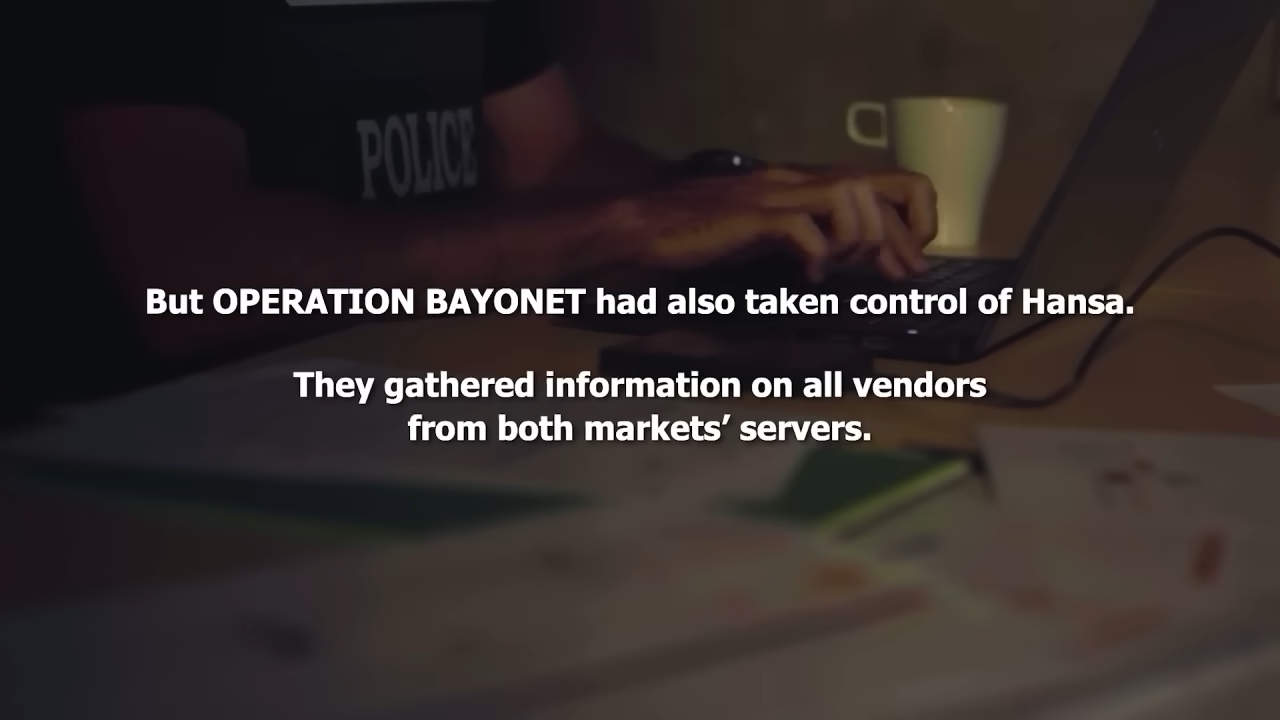 POLICE
But OPERATION BAYONET had also taken control of Hansa.
They gathered information on all vendors
from both markets’ servers.